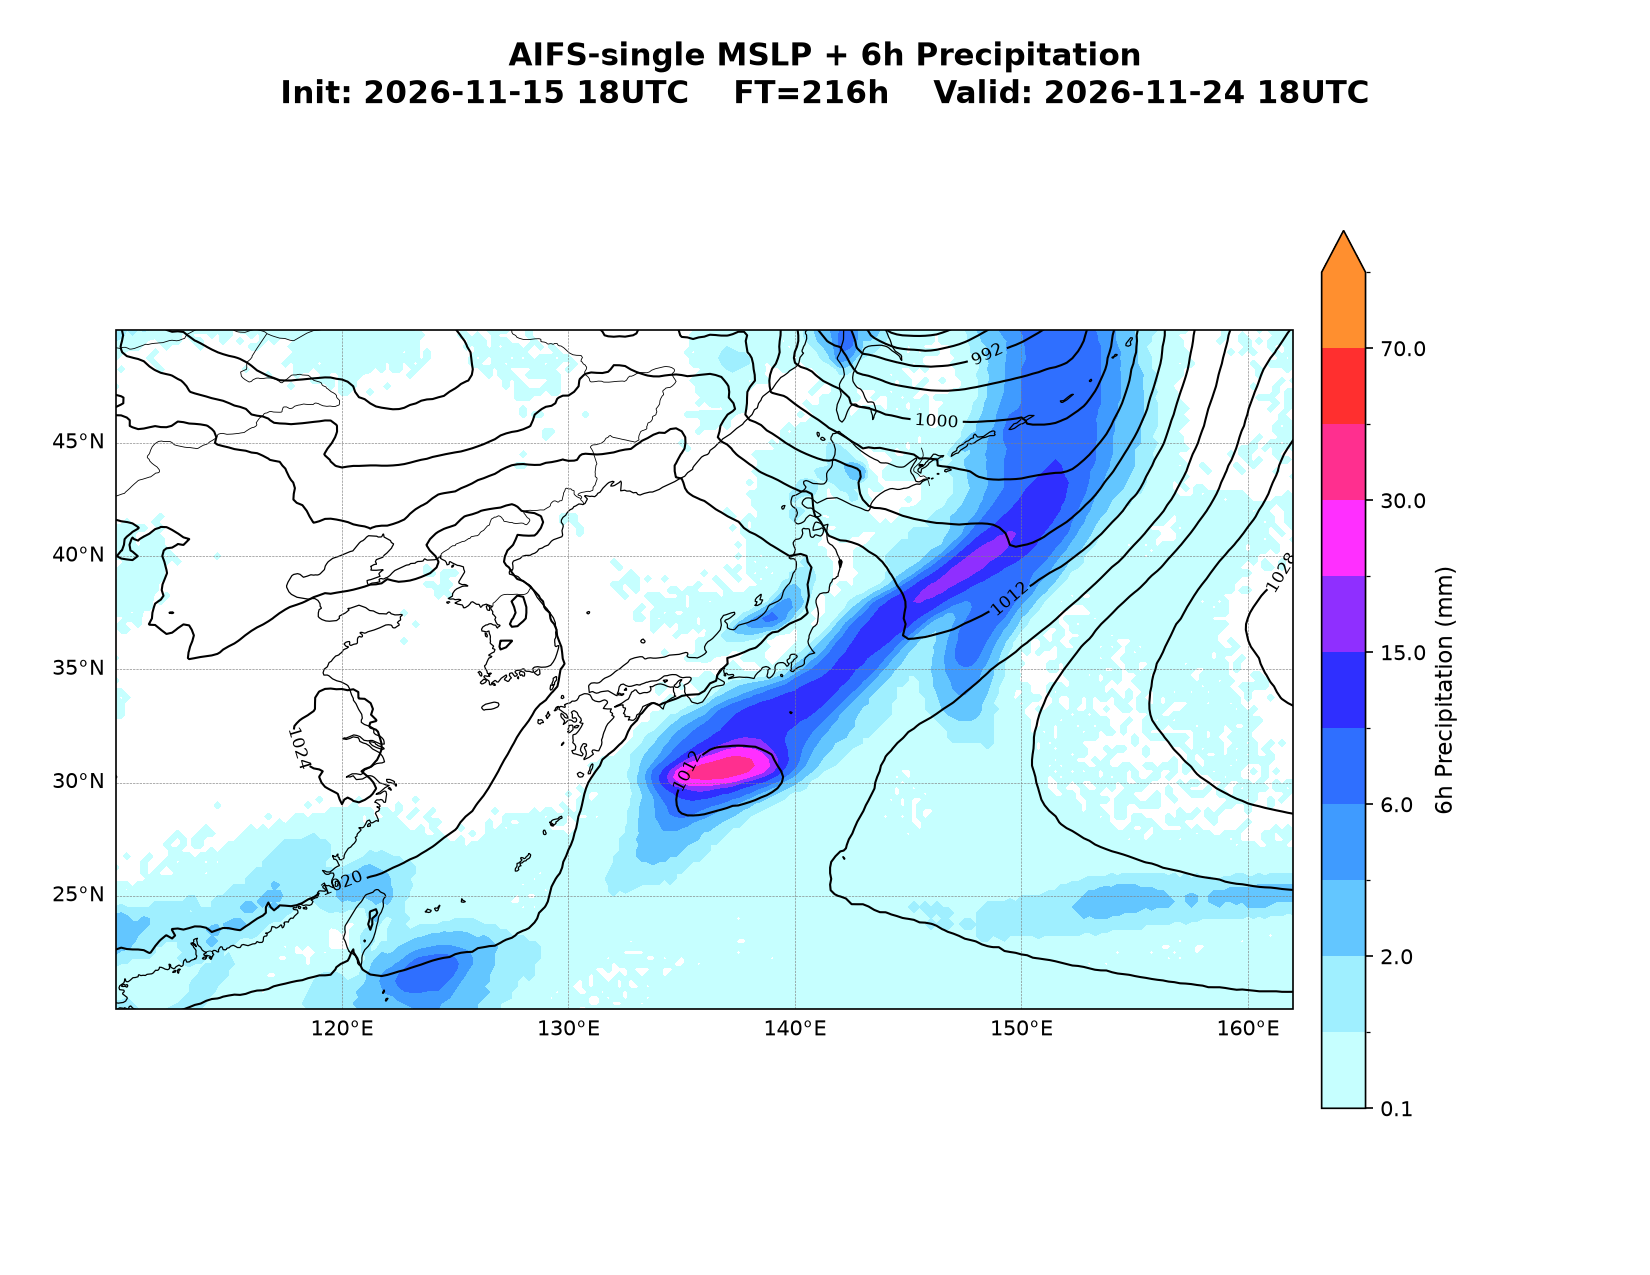 AIFS-single MSLP + 6h Precipitation
Init: 2026-11-15 18UTC    FT=216h    Valid: 2026-11-24 18UTC
992
1000
1012
1028
1012
1024
1020
45°N
40°N
35°N
30°N
25°N
120°E
130°E
140°E
150°E
160°E
70.0
30.0
15.0
6.0
2.0
0.1
6h Precipitation (mm)